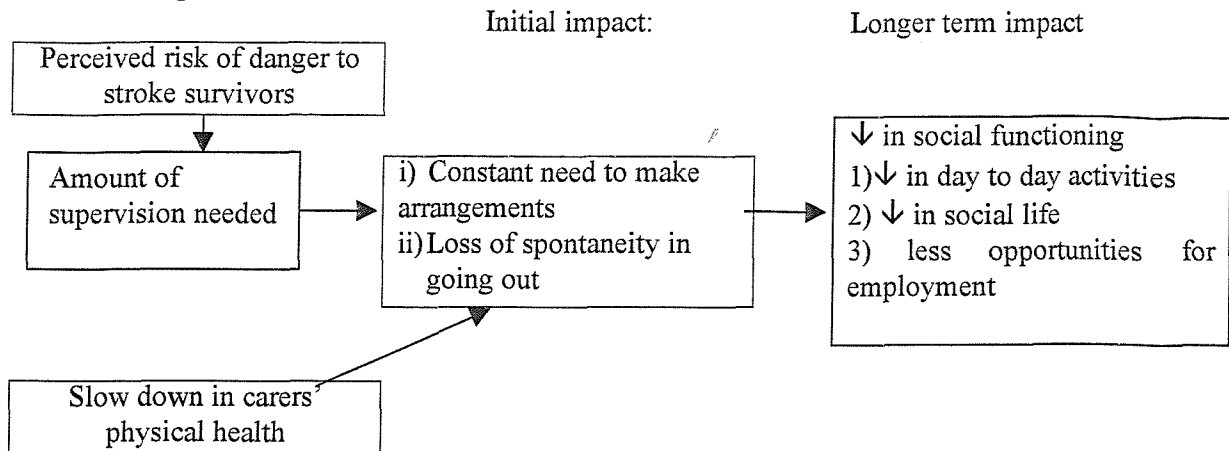 Initial impact:
Longer term impact
Perceived risk of danger to
stroke survivors
Amount of
supervision needed
i) Constant need to make
arrangements
ii) Loss of spontaneity in
going out
↓ in social functioning
1)↓ in day to day activities
2) ↓ in social life
3) less opportunities for
employment
Slow down in carers'
physical health